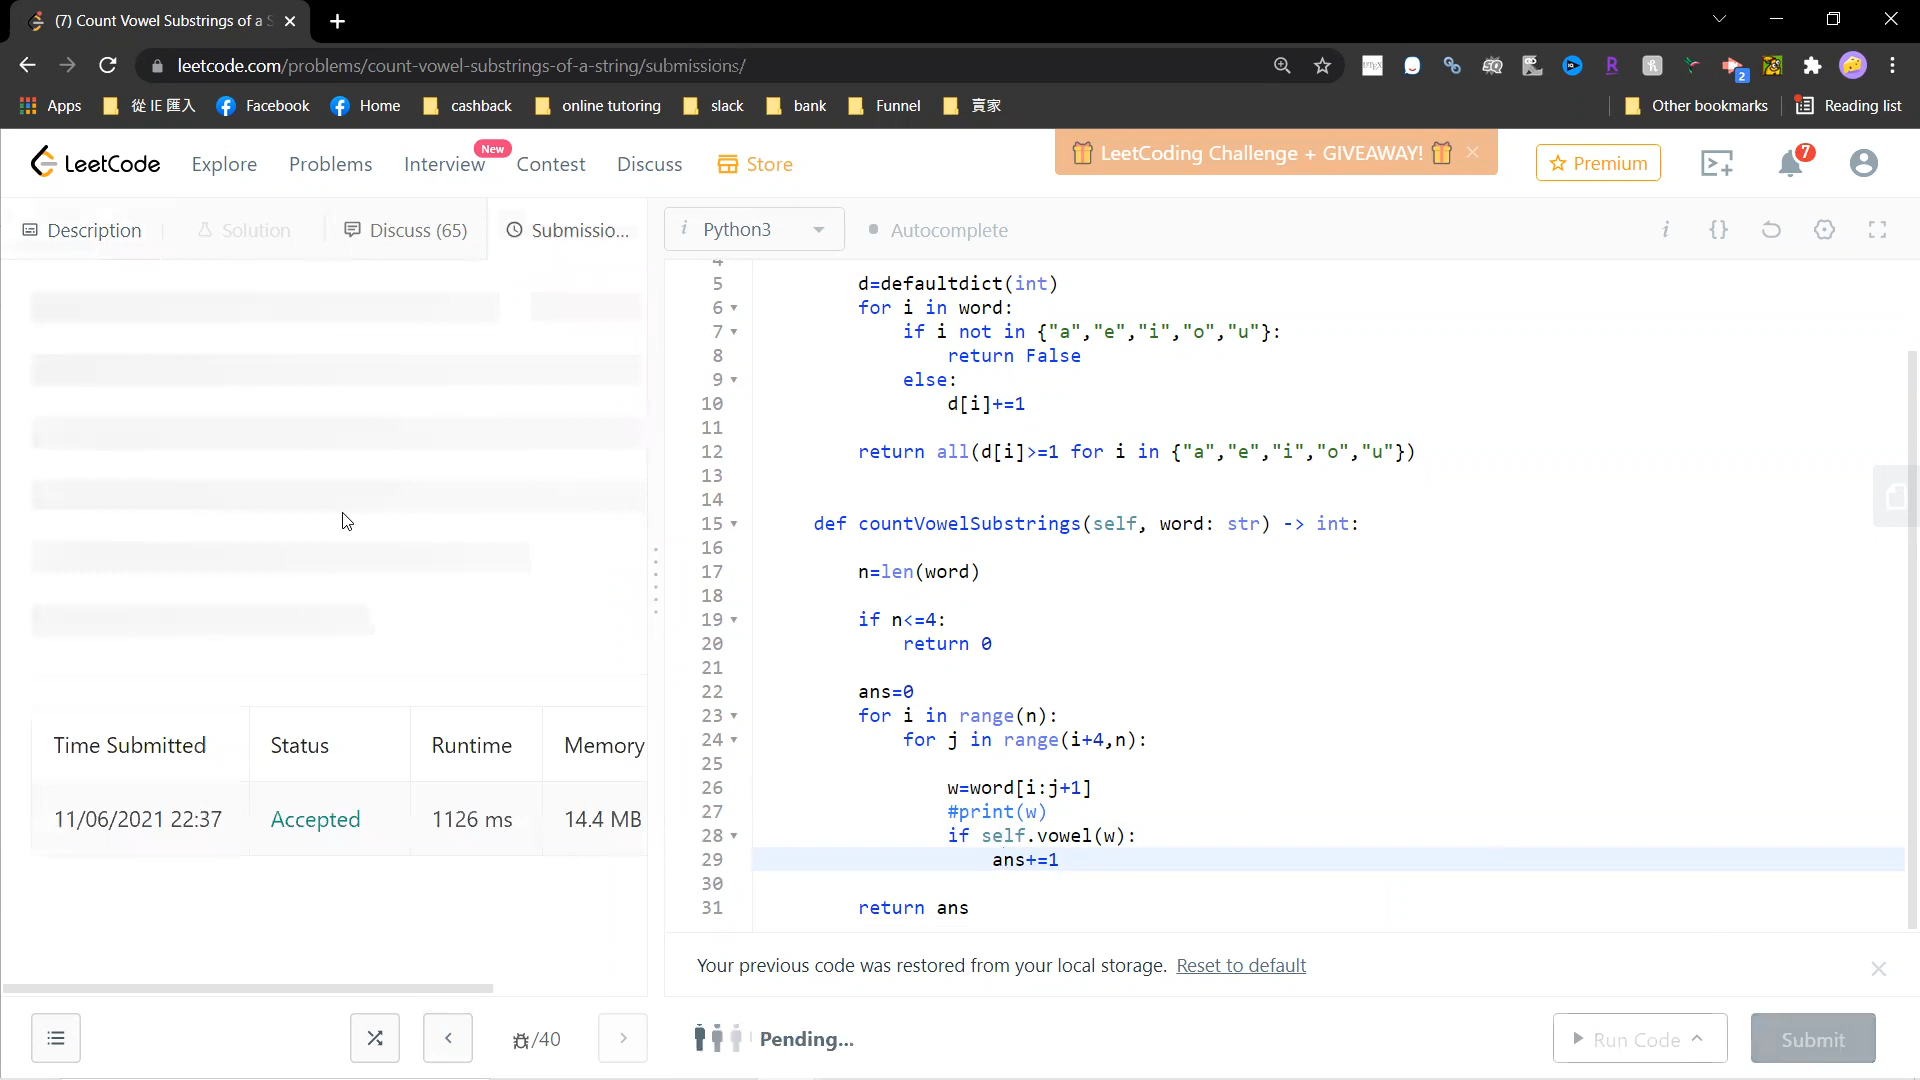 (7) Count Vowel Substrings of a S
leetcode.com/problems/count-vowel-substrings-of-a-string/submissions/
2
Apps 從 IE 匯入 Facebook Home cashback online tutoring slack bank Funnel 賣家 Other bookmarks Reading list
LeetCode Explore Problems Interview New Contest Discuss Store LeetCoding Challenge + GIVEAWAY! Premium 7
Description Solution Discuss (65) Submissio... i Python3 Autocomplete i {}
4
5 d=defaultdict(int)
6 for i in word:
7 if i not in {"a","e","i","o","u"}:
8 return False
9 else:
10 d[i]+=1
11
12 return all(d[i]>=1 for i in {"a","e","i","o","u"})
13
14
15 def countVowelSubstrings(self, word: str) -> int:
16
17 n=len(word)
18
19 if n<=4:
20 return 0
21
22 ans=0
23 for i in range(n):
24 for j in range(i+4,n):
25
26 w=word[i:j+1]
27 #print(w)
28 if self.vowel(w):
29 ans+=1
30
31 return ans
Time Submitted Status Runtime Memory
11/06/2021 22:37 Accepted 1126 ms 14.4 MB
Your previous code was restored from your local storage. Reset to default
/40 Pending... Run Code Submit